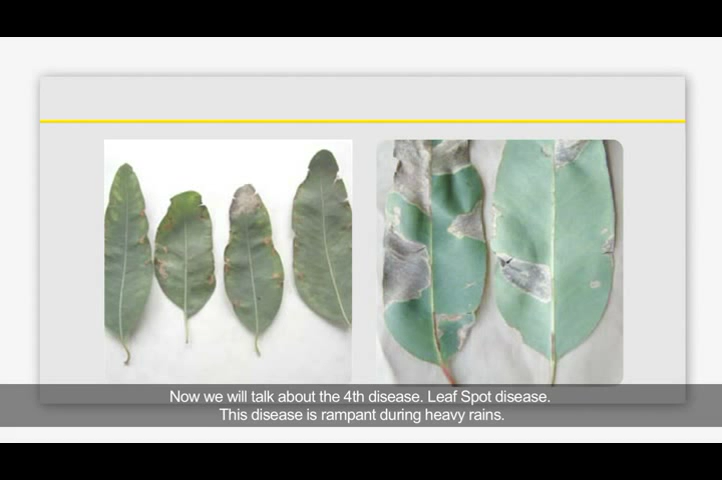 Now we will talk about the 4th disease. Leaf Spot disease.
This disease is rampant during heavy rains.